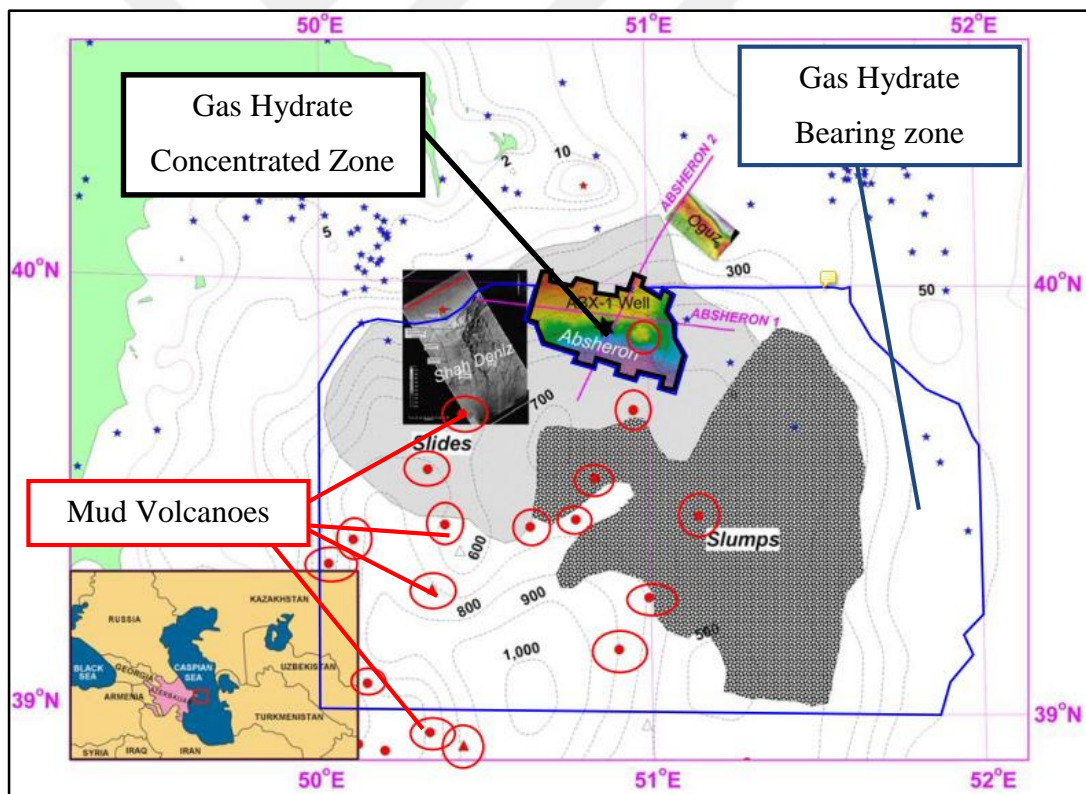 50°E
51°E
52°E
Gas Hydrate
Concentrated Zone
Gas Hydrate
Bearing zone
2
10
ABSHERON 2
5
Oguz
40°N
300
40°N
50
ABX-1 Well
ABSHERON 1
Absheron
Shah Deniz
700
Slides
Mud Volcanoes
Slumps
600
800
900
500
1,000
KAZAKHSTAN
RUSSIA
BLACK
SEA
GEORGIA
CASPIAN
SEA
UZBEKISTAN
ARMENIA
AZERBAIJAN
TURKMENISTAN
SYRIA
IRAQ
IRAN
39°N
39°N
50°E
51°E
52°E